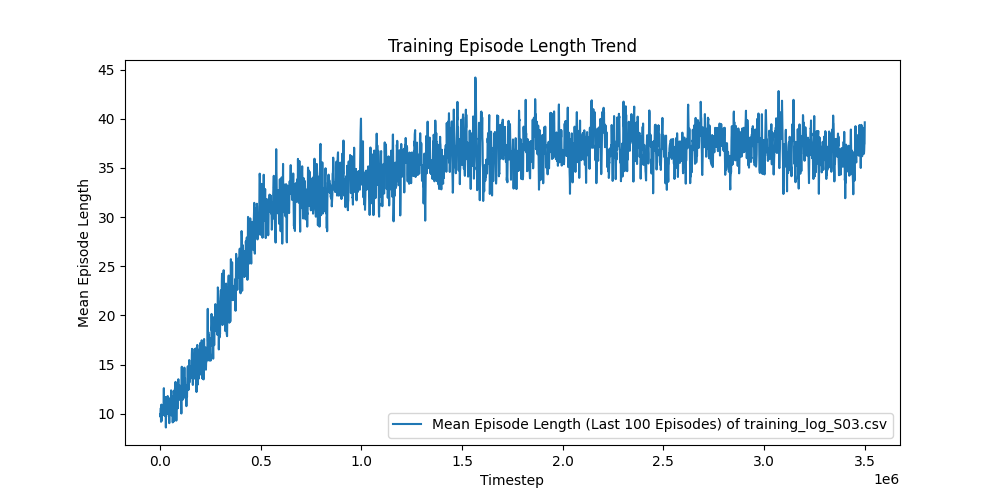 Training Episode Length Trend
45
40
35
30
25
20
15
10
Mean Episode Length
Mean Episode Length (Last 100 Episodes) of training_log_S03.csv
0.0 0.5 1.0 1.5 2.0 2.5 3.0 3.5
1e6
Timestep